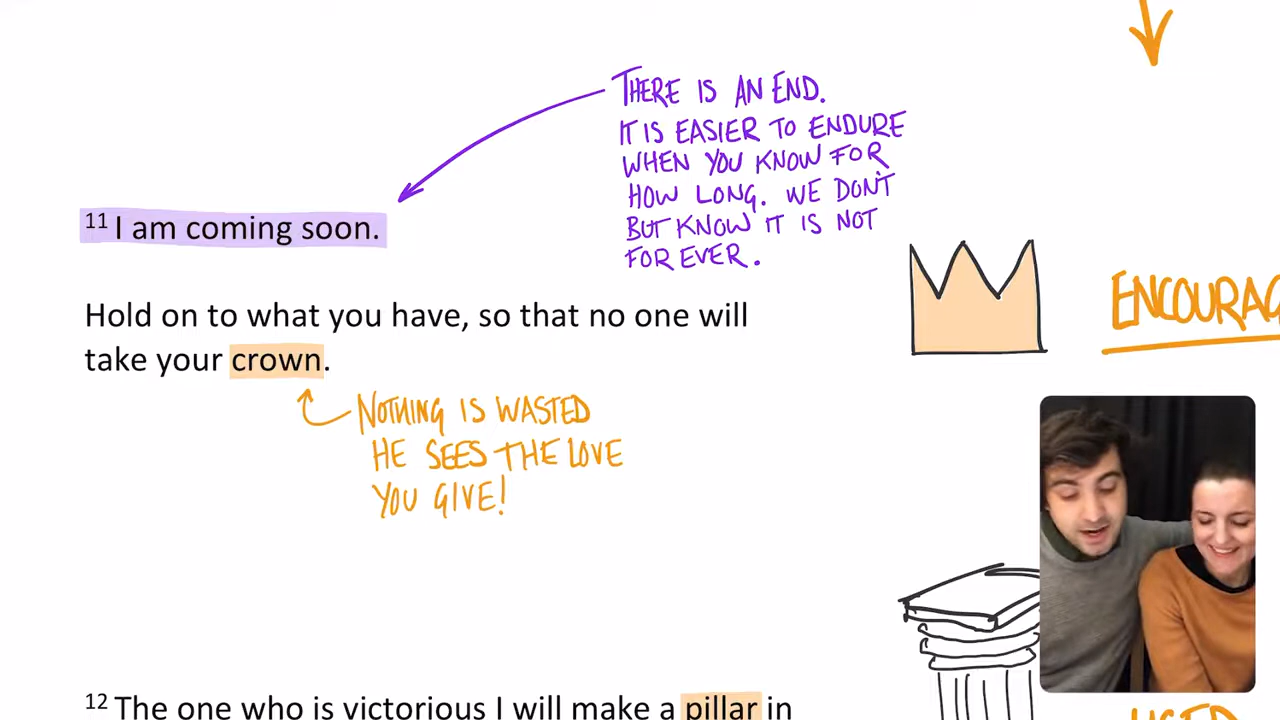 THERE IS AN END.
IT IS EASIER TO ENDURE
WHEN YOU KNOW FOR
HOW LONG. WE DON'T
BUT KNOW IT IS NOT
FOR EVER.
11 I am coming soon.
ENCOURAG
Hold on to what you have, so that no one will
take your crown.
NOTHING IS WASTED
HE SEES THE LOVE
YOU GIVE!
12 The one who is victorious I will make a pillar in
USED